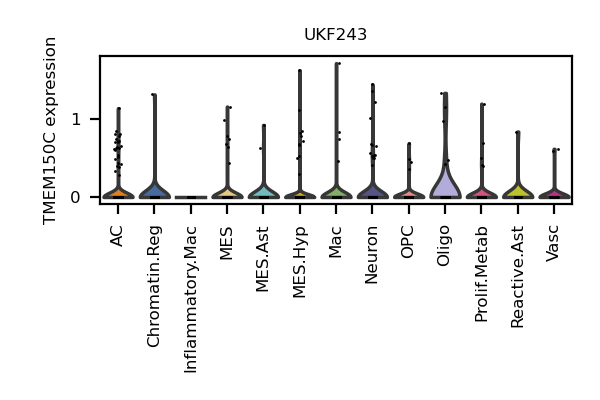 UKF243
TMEM150C expression
1
0
AC
Chromatin.Reg
Inflammatory.Mac
MES
MES.Ast
MES.Hyp
Mac
Neuron
OPC
Oligo
Prolif.Metab
Reactive.Ast
Vasc